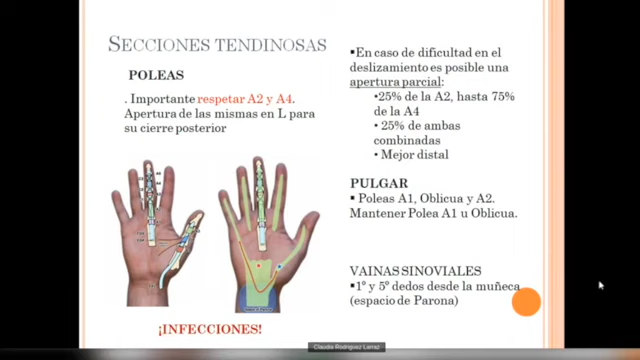 SECCIONES TENDINOSAS
POLEAS
. Importante respetar A2 y A4.
Apertura de las mismas en L para
su cierre posterior
¡INFECCIONES!
▪En caso de dificultad en el
deslizamiento es posible una
apertura parcial:
•25% de la A2, hasta 75%
de la A4
• 25% de ambas
combinadas
• Mejor distal
PULGAR
▪ Poleas A1, Oblicua y A2.
Mantener Polea A1 u Oblicua.
VAINAS SINOVIALES
▪1º y 5º dedos desde la muñeca
(espacio de Parona)
Claudia Rodríguez Larraz